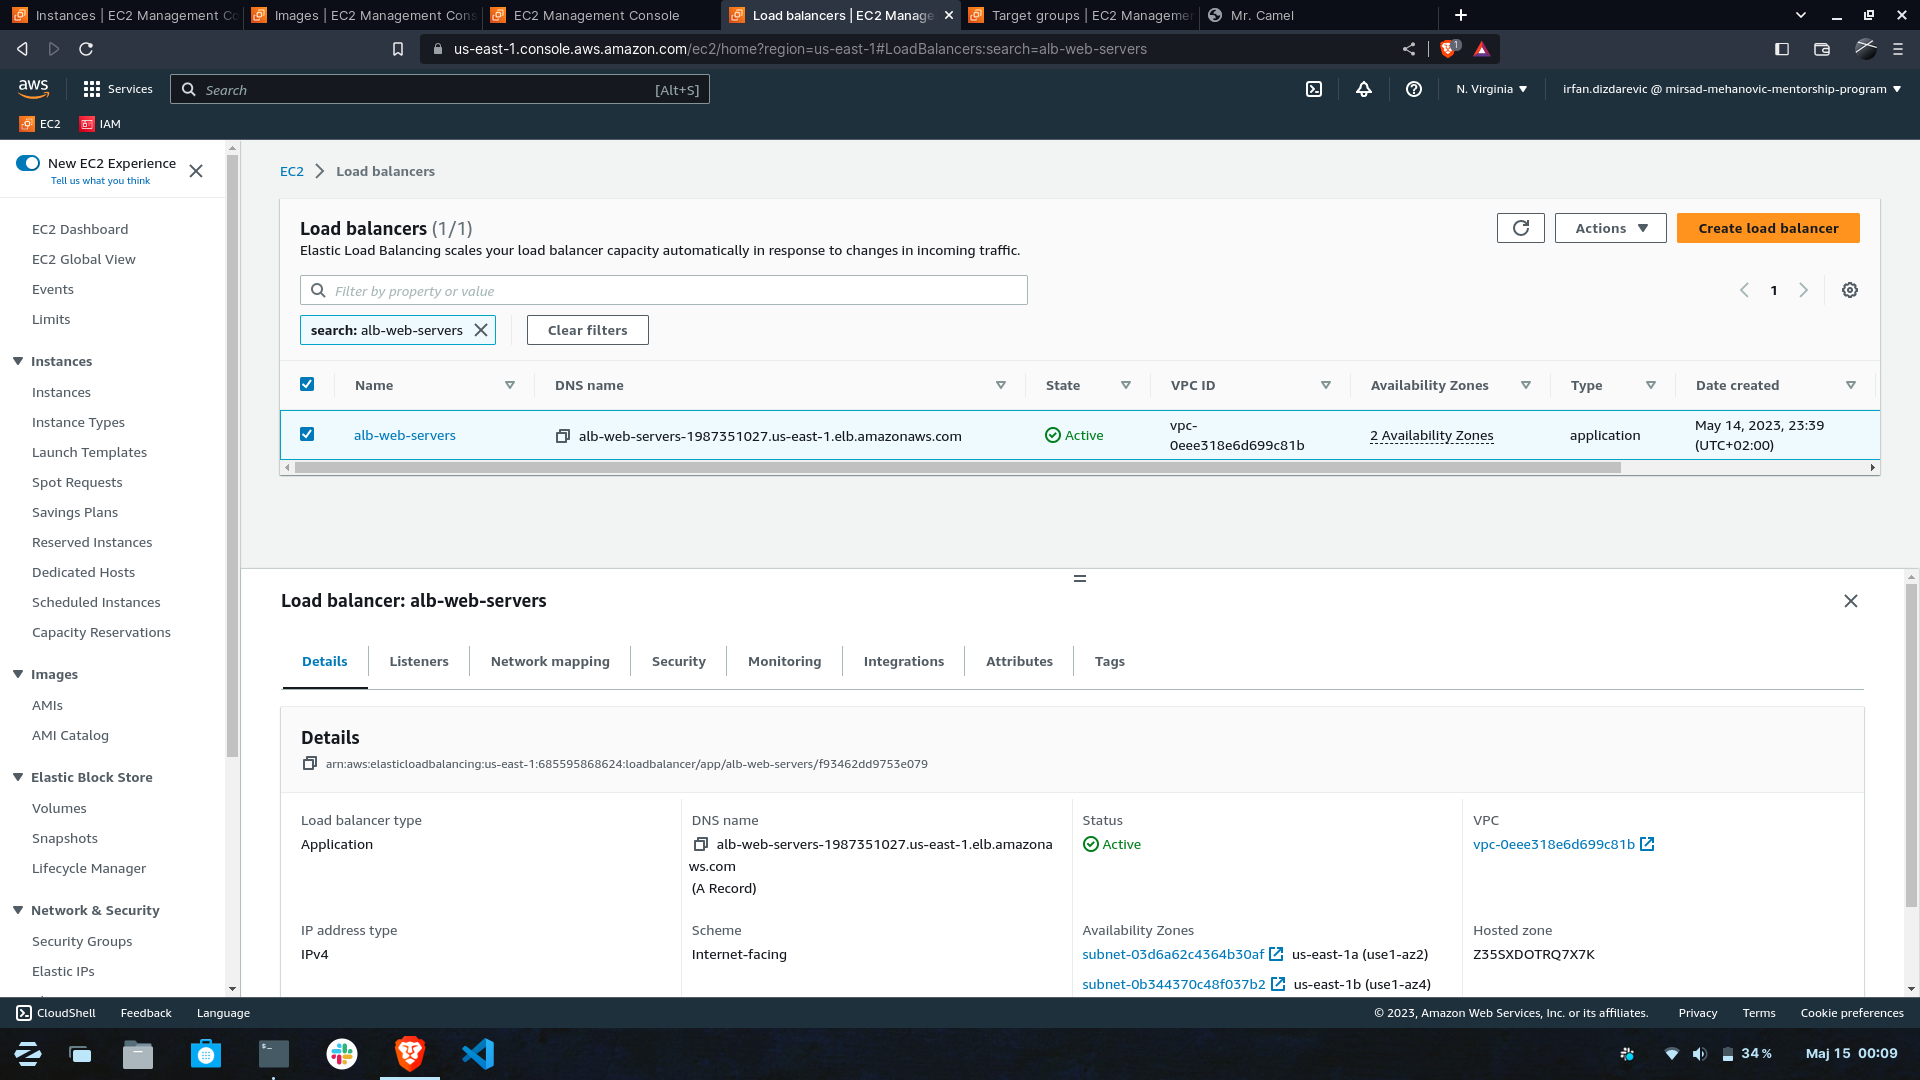 Instances | EC2 Management Co
Images | EC2 Management Cons
EC2 Management Console
Load balancers | EC2 Manage
Target groups | EC2 Managemen
Mr. Camel
us-east-1.console.aws.amazon.com/ec2/home?region=us-east-1#LoadBalancers:search=alb-web-servers
1
aws
Services
Search
[Alt+S]
N. Virginia
irfan.dizdarevic @ mirsad-mehanovic-mentorship-program
EC2
IAM
New EC2 Experience
Tell us what you think
EC2 Dashboard
EC2 Global View
Events
Limits
Instances
Instances
Instance Types
Launch Templates
Spot Requests
Savings Plans
Reserved Instances
Dedicated Hosts
Scheduled Instances
Capacity Reservations
Images
AMIs
AMI Catalog
Elastic Block Store
Volumes
Snapshots
Lifecycle Manager
Network & Security
Security Groups
Elastic IPs
EC2
Load balancers
Load balancers (1/1)
Elastic Load Balancing scales your load balancer capacity automatically in response to changes in incoming traffic.
Actions
Create load balancer
Filter by property or value
1
search: alb-web-servers
Clear filters
Name
DNS name
State
VPC ID
Availability Zones
Type
Date created
alb-web-servers
alb-web-servers-1987351027.us-east-1.elb.amazonaws.com
Active
vpc-
0eee318e6d699c81b
2 Availability Zones
application
May 14, 2023, 23:39
(UTC+02:00)
Load balancer: alb-web-servers
Details
Listeners
Network mapping
Security
Monitoring
Integrations
Attributes
Tags
Details
arn:aws:elasticloadbalancing:us-east-1:685595868624:loadbalancer/app/alb-web-servers/f93462dd9753e079
Load balancer type
Application
DNS name
alb-web-servers-1987351027.us-east-1.elb.amazona
ws.com
(A Record)
Status
Active
VPC
vpc-0eee318e6d699c81b
IP address type
IPv4
Scheme
Internet-facing
Availability Zones
subnet-03d6a62c4364b30af us-east-1a (use1-az2)
subnet-0b344370c48f037b2 us-east-1b (use1-az4)
Hosted zone
Z35SXDOTRQ7X7K
CloudShell
Feedback
Language
© 2023, Amazon Web Services, Inc. or its affiliates.
Privacy
Terms
Cookie preferences
34 %
Maj 15 00:09